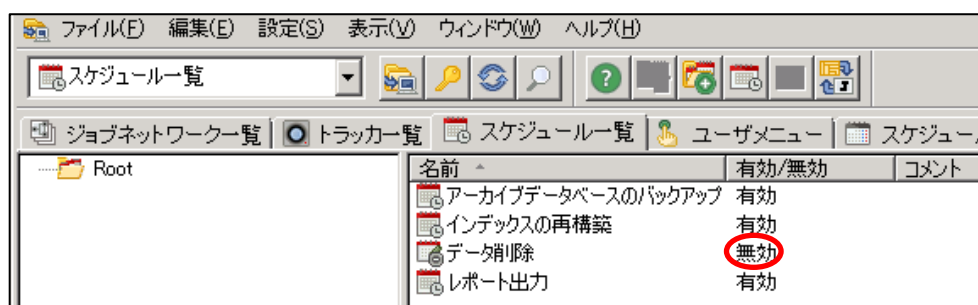 ファイル(F) 編集(E) 設定(S) 表示(V) ウィンドウ(W) ヘルプ(H)
スケジュール一覧
ジョブネットワーク一覧 トラッカー一覧 スケジュール一覧 ユーザメニュー スケジュー
Root
名前 有効/無効 コメント
アーカイブデータベースのバックアップ 有効
インデックスの再構築 有効
データ削除 無効
レポート出力 有効